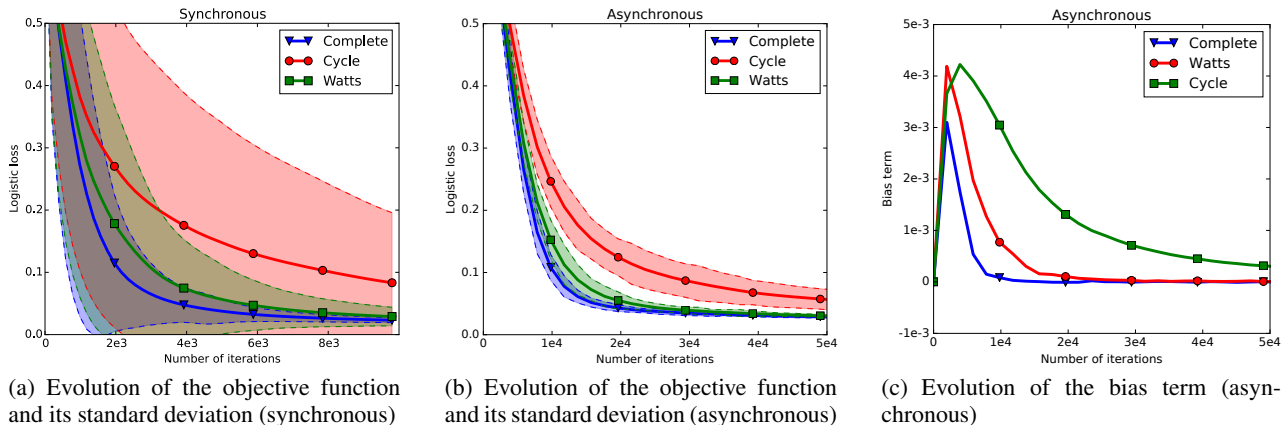 Synchronous
0.5
0.4
0.3
0.2
0.1
0.0
Logistic loss
0 2e3 4e3 6e3 8e3
Number of iterations
Complete
Cycle
Watts
Asynchronous
0.5
0.4
0.3
0.2
0.1
0.0
Logistic loss
0 1e4 2e4 3e4 4e4 5e4
Number of iterations
Complete
Cycle
Watts
Asynchronous
5e-3
4e-3
3e-3
2e-3
1e-3
0
-1e-3
Bias term
0 1e4 2e4 3e4 4e4 5e4
Number of iterations
Complete
Watts
Cycle
(a) Evolution of the objective function
and its standard deviation (synchronous)
(b) Evolution of the objective function
and its standard deviation (asynchronous)
(c) Evolution of the bias term (asyn-
chronous)